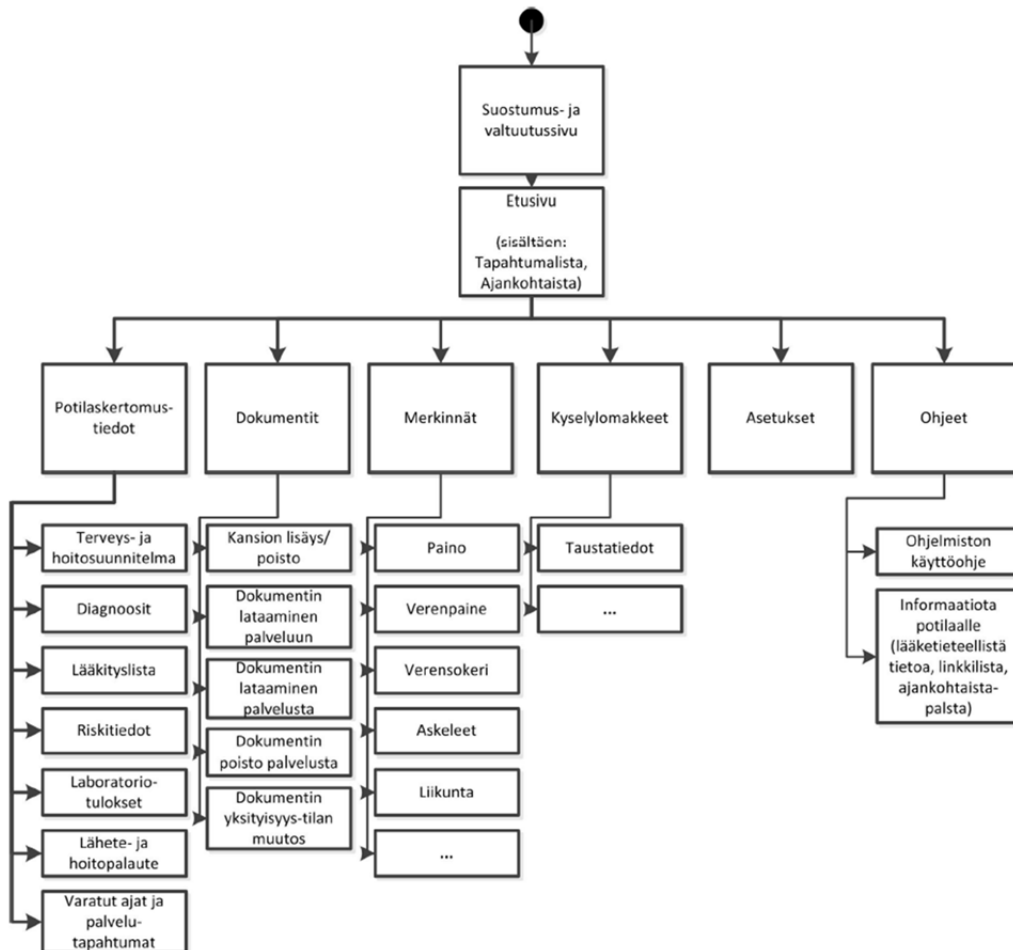 Suostumus- ja
valtuutussivu
Etusivu
(sisältäen:
Tapahtumalista,
Ajankohtaista)
Potilaskertomus-
tiedot
Dokumentit
Merkinnät
Kyselylomakkeet
Asetukset
Ohjeet
Terveys- ja
hoitosuunnitelma
Diagnoosit
Lääkityslista
Riskitiedot
Laboratorio-
tulokset
Lähete- ja
hoitopalaute
Varatut ajat ja
palvelu-
tapahtumat
Kansion lisäys/
poisto
Dokumentin
lataaminen
palveluun
Dokumentin
lataaminen
palvelusta
Dokumentin
poisto palvelusta
Dokumentin
yksityisyys-tilan
muutos
Paino
Verenpaine
Verensokeri
Askeleet
Liikunta
...
Taustatiedot
...
Ohjelmiston
käyttöohje
Informaatiota
potilaalle
(lääketieteellistä
tietoa, linkkilista,
ajankohtaista-
palsta)